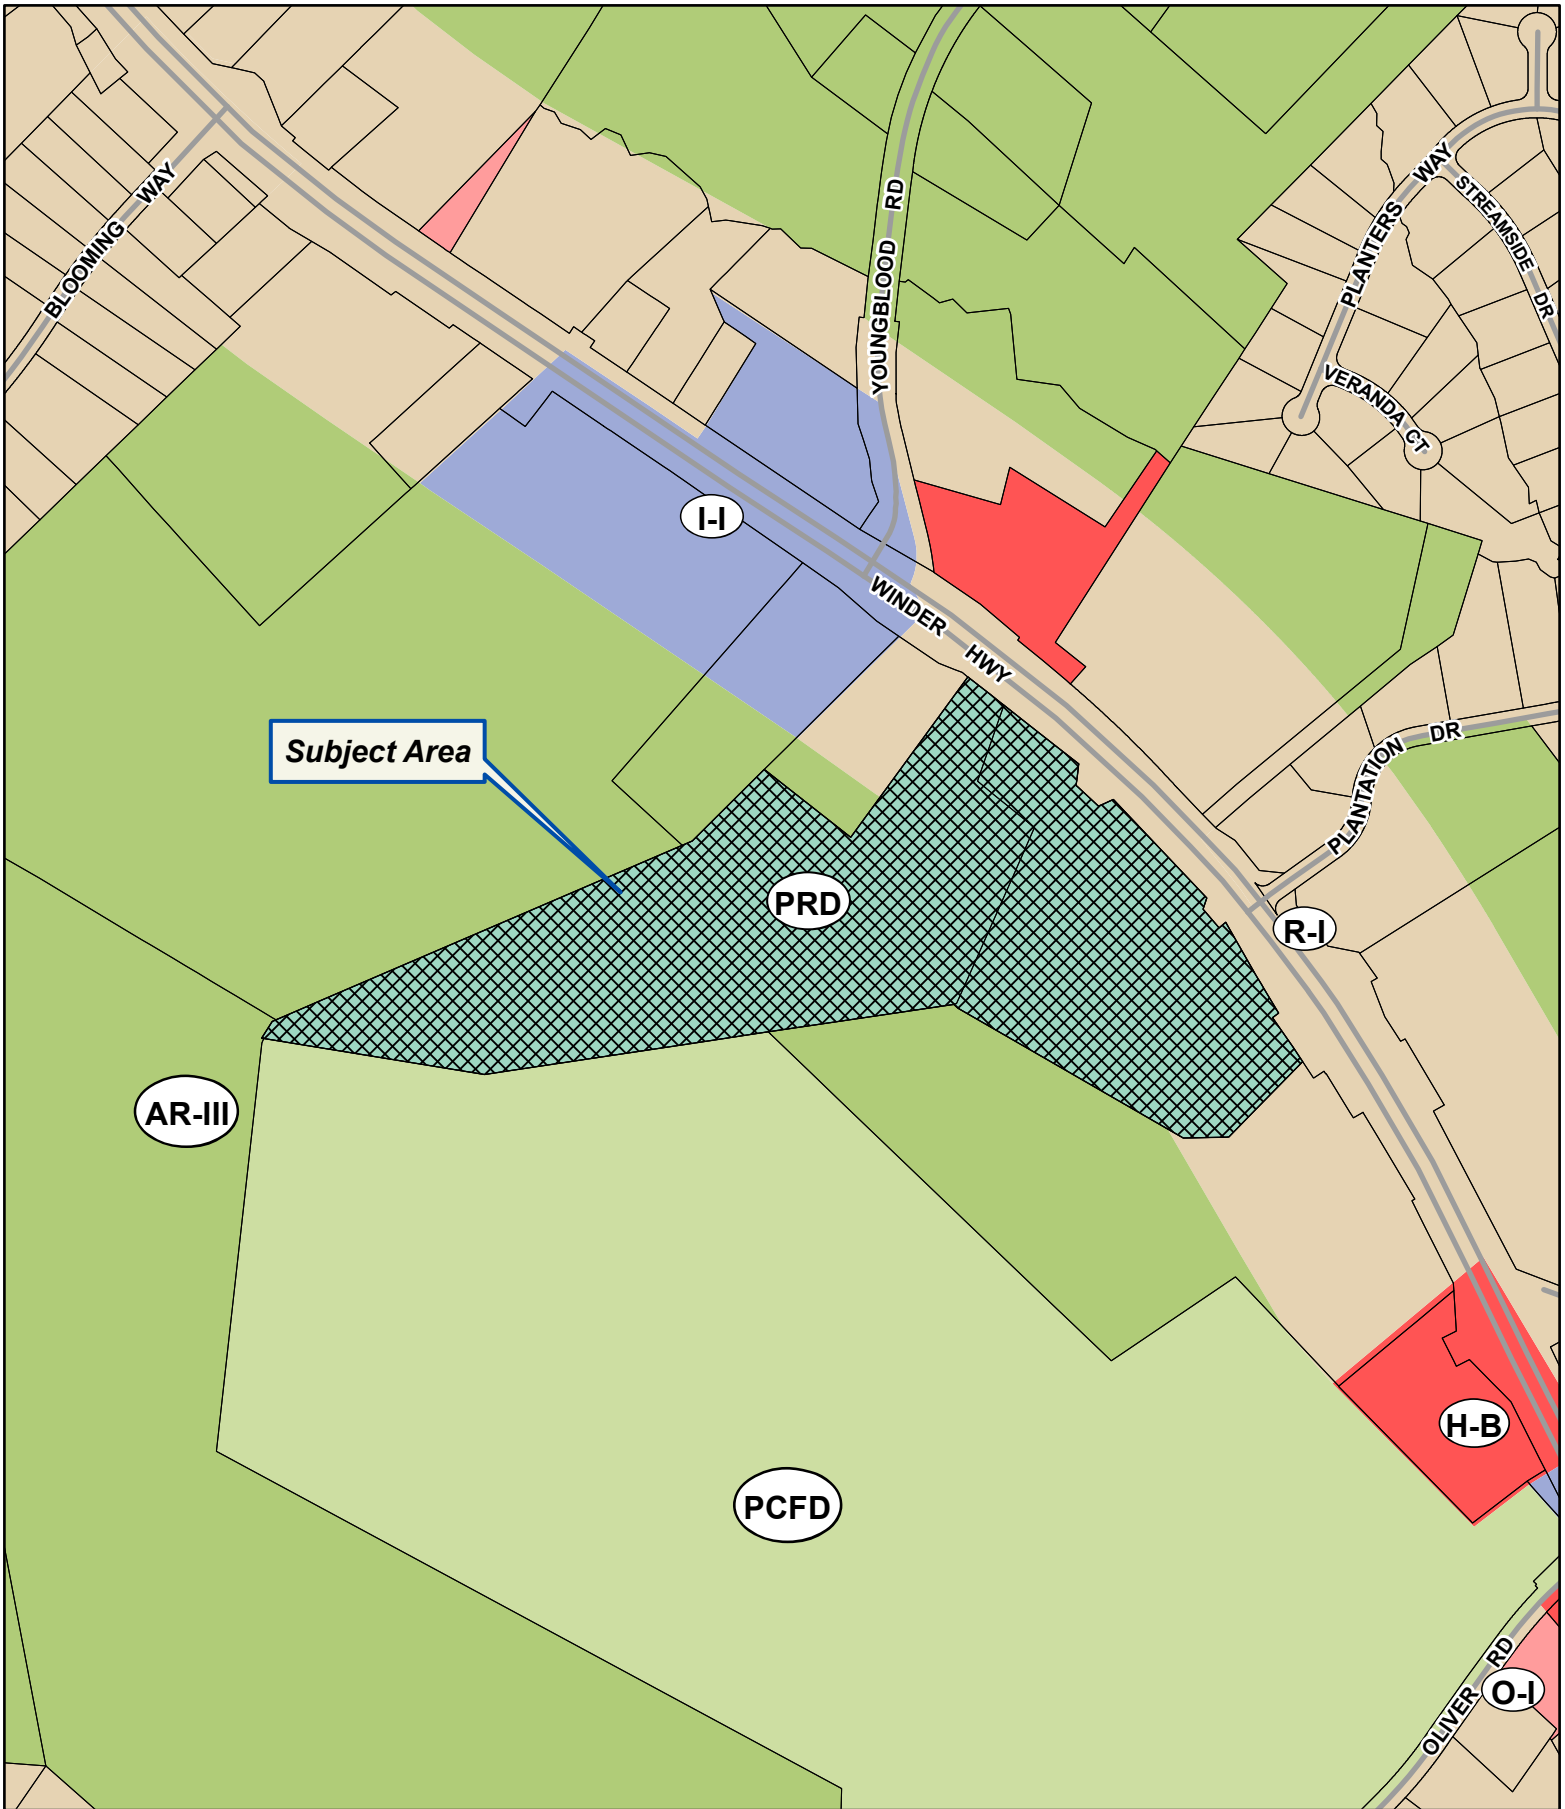 BLOOMING WAY
YOUNGBLOOD RD
PLANTERS WAY
STREAMSIDE DR
VERANDA CT
I-I
WINDER HWY
Subject Area
PLANTATION DR
PRD
R-I
AR-III
H-B
PCFD
OLIVER RD
O-I